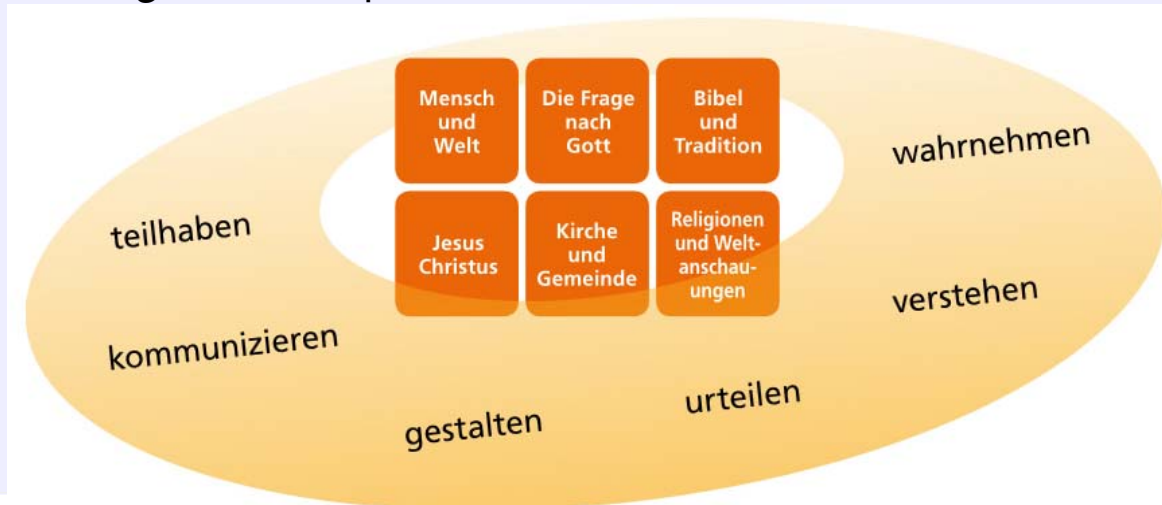 Mensch
und
Welt
Die Frage
nach
Gott
Bibel
und
Tradition
Jesus
Christus
Kirche
und
Gemeinde
Religionen
und Welt-
anschau-
ungen
wahrnehmen
verstehen
urteilen
gestalten
kommunizieren
teilhaben